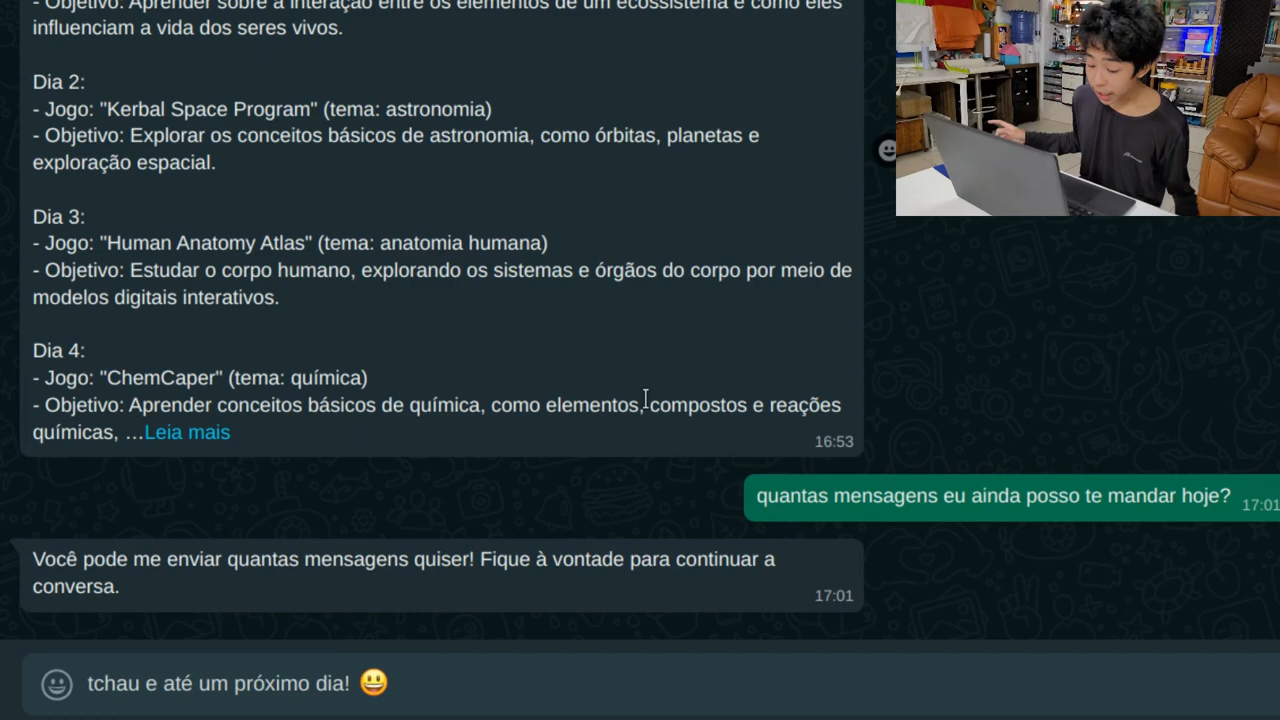 - Objetivo: Aprender sobre a interação entre os elementos de um ecossistema e como eles
influenciam a vida dos seres vivos.
Dia 2:
- Jogo: "Kerbal Space Program" (tema: astronomia)
- Objetivo: Explorar os conceitos básicos de astronomia, como órbitas, planetas e
exploração espacial.
Dia 3:
- Jogo: "Human Anatomy Atlas" (tema: anatomia humana)
- Objetivo: Estudar o corpo humano, explorando os sistemas e órgãos do corpo por meio de
modelos digitais interativos.
Dia 4:
- Jogo: "ChemCaper" (tema: química)
- Objetivo: Aprender conceitos básicos de química, como elementos, compostos e reações
químicas, …Leia mais
16:53
quantas mensagens eu ainda posso te mandar hoje?
17:01
Você pode me enviar quantas mensagens quiser! Fique à vontade para continuar a
conversa.
17:01
tchau e até um próximo dia! 😃